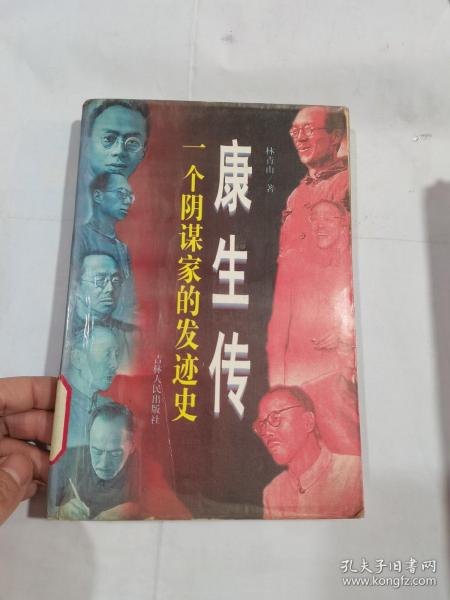 康生传
一个阴谋家的发迹史
林青山/著
吉林人民出版社
孔夫子旧书网
www.kongfz.com